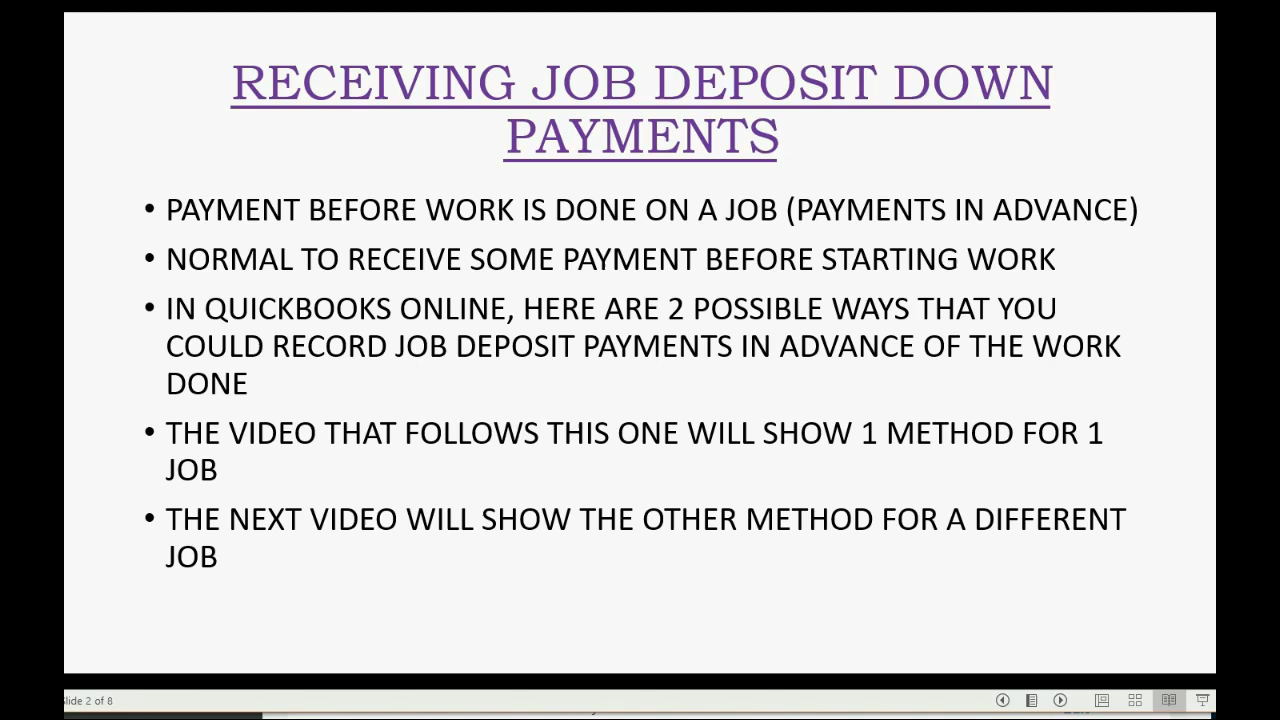 RECEIVING JOB DEPOSIT DOWN
PAYMENTS
• PAYMENT BEFORE WORK IS DONE ON A JOB (PAYMENTS IN ADVANCE)
• NORMAL TO RECEIVE SOME PAYMENT BEFORE STARTING WORK
• IN QUICKBOOKS ONLINE, HERE ARE 2 POSSIBLE WAYS THAT YOU
COULD RECORD JOB DEPOSIT PAYMENTS IN ADVANCE OF THE WORK
DONE
• THE VIDEO THAT FOLLOWS THIS ONE WILL SHOW 1 METHOD FOR 1
JOB
• THE NEXT VIDEO WILL SHOW THE OTHER METHOD FOR A DIFFERENT
JOB
Slide 2 of 8